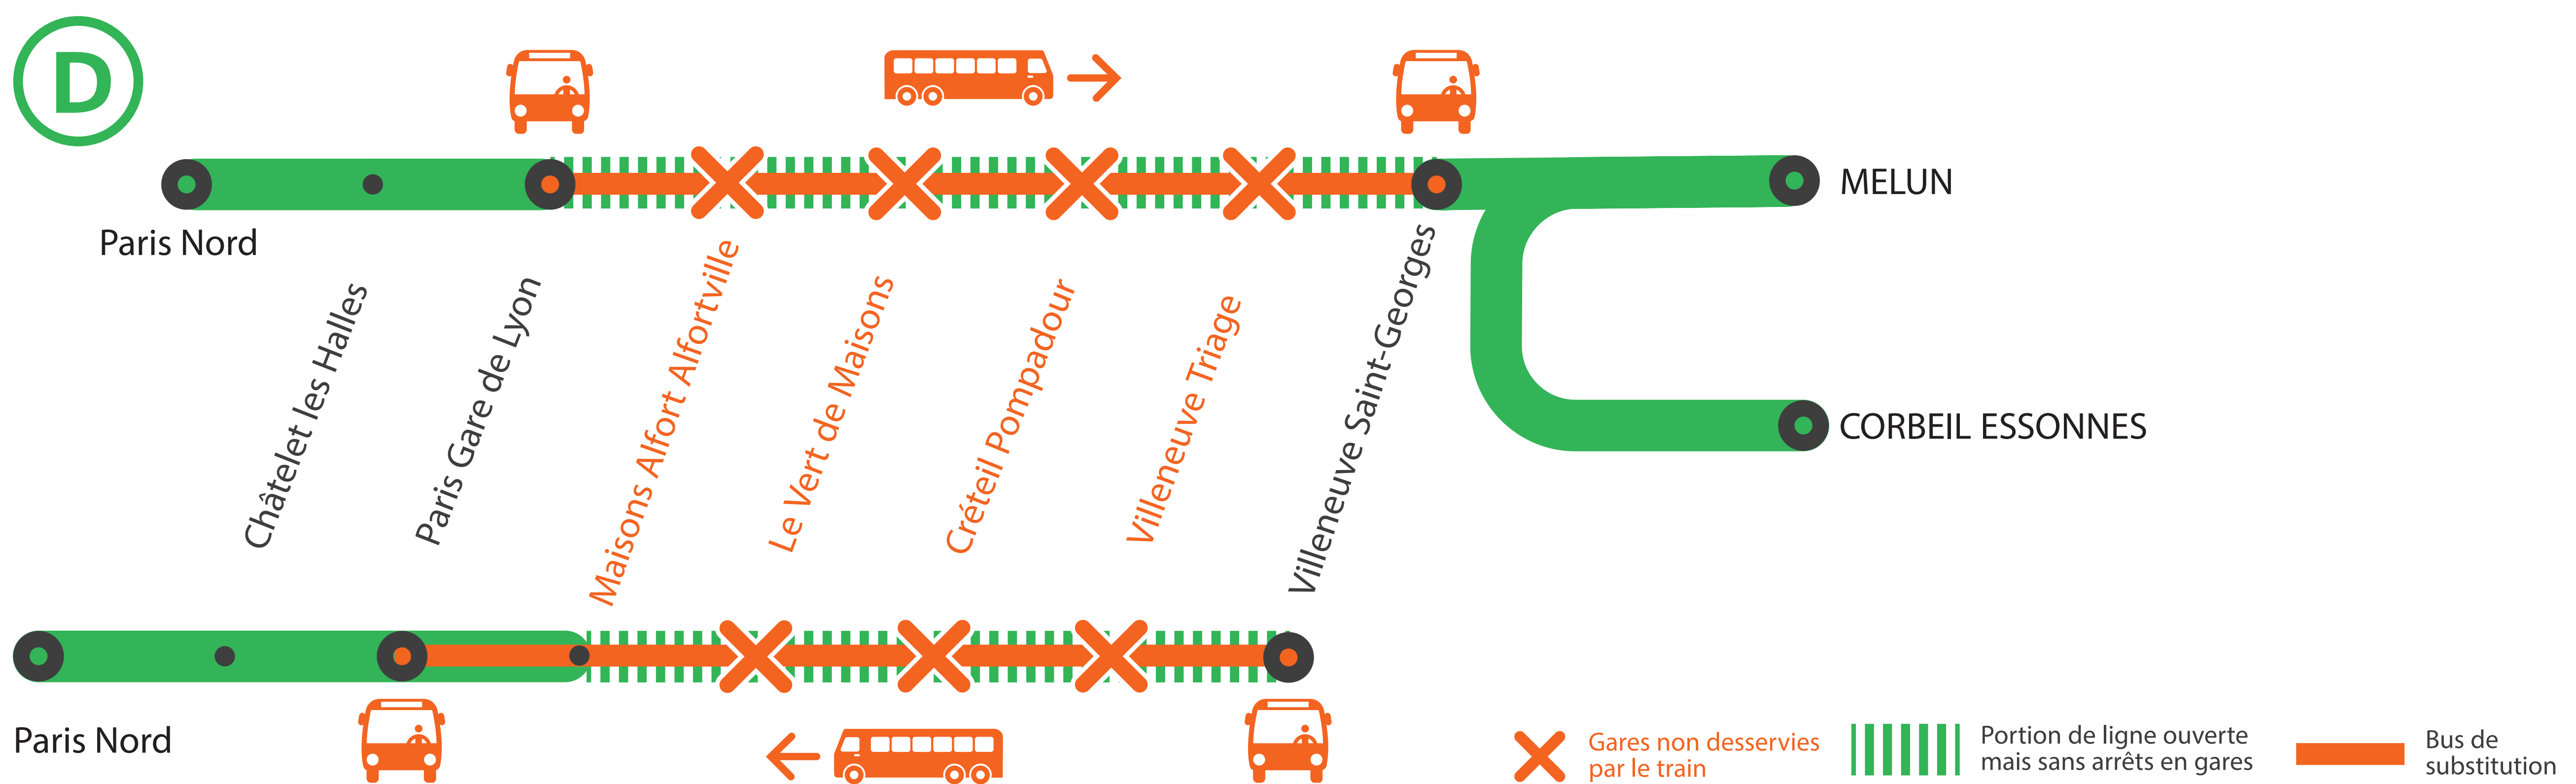 D
MELUN
Paris Nord
Châtelet les Halles
Paris Gare de Lyon
Maisons Alfort Alfortville
Le Vert de Maisons
Créteil Pompadour
Villeneuve Triage
Villeneuve Saint-Georges
CORBEIL ESSONNES
Paris Nord
Gares non desservies
par le train
Portion de ligne ouverte
mais sans arrêts en gares
Bus de
substitution